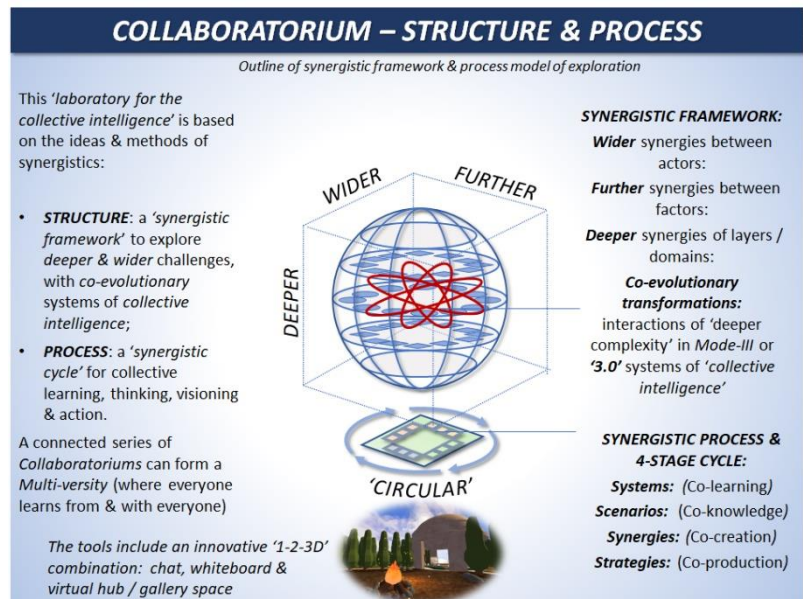 COLLABORATORIUM – STRUCTURE & PROCESS
Outline of synergistic framework & process model of exploration
This ‘laboratory for the
collective intelligence’ is based
on the ideas & methods of
synergistics:
• STRUCTURE: a ‘synergistic
framework’ to explore
deeper & wider challenges,
with co-evolutionary
systems of collective
intelligence;
• PROCESS: a ‘synergistic
cycle’ for collective
learning, thinking, visioning
& action.
A connected series of
Collaboratoriums can form a
Multi-versity (where everyone
learns from & with everyone)
The tools include an innovative ‘1-2-3D’
combination: chat, whiteboard &
virtual hub / gallery space
WIDER
FURTHER
DEEPER
‘CIRCULAR’
SYNERGISTIC FRAMEWORK:
Wider synergies between
actors:
Further synergies between
factors:
Deeper synergies of layers /
domains:
Co-evolutionary
transformations:
interactions of ‘deeper
complexity’ in Mode-III or
‘3.0’ systems of ‘collective
intelligence’
SYNERGISTIC PROCESS &
4-STAGE CYCLE:
Systems: (Co-learning)
Scenarios: (Co-knowledge)
Synergies: (Co-creation)
Strategies: (Co-production)